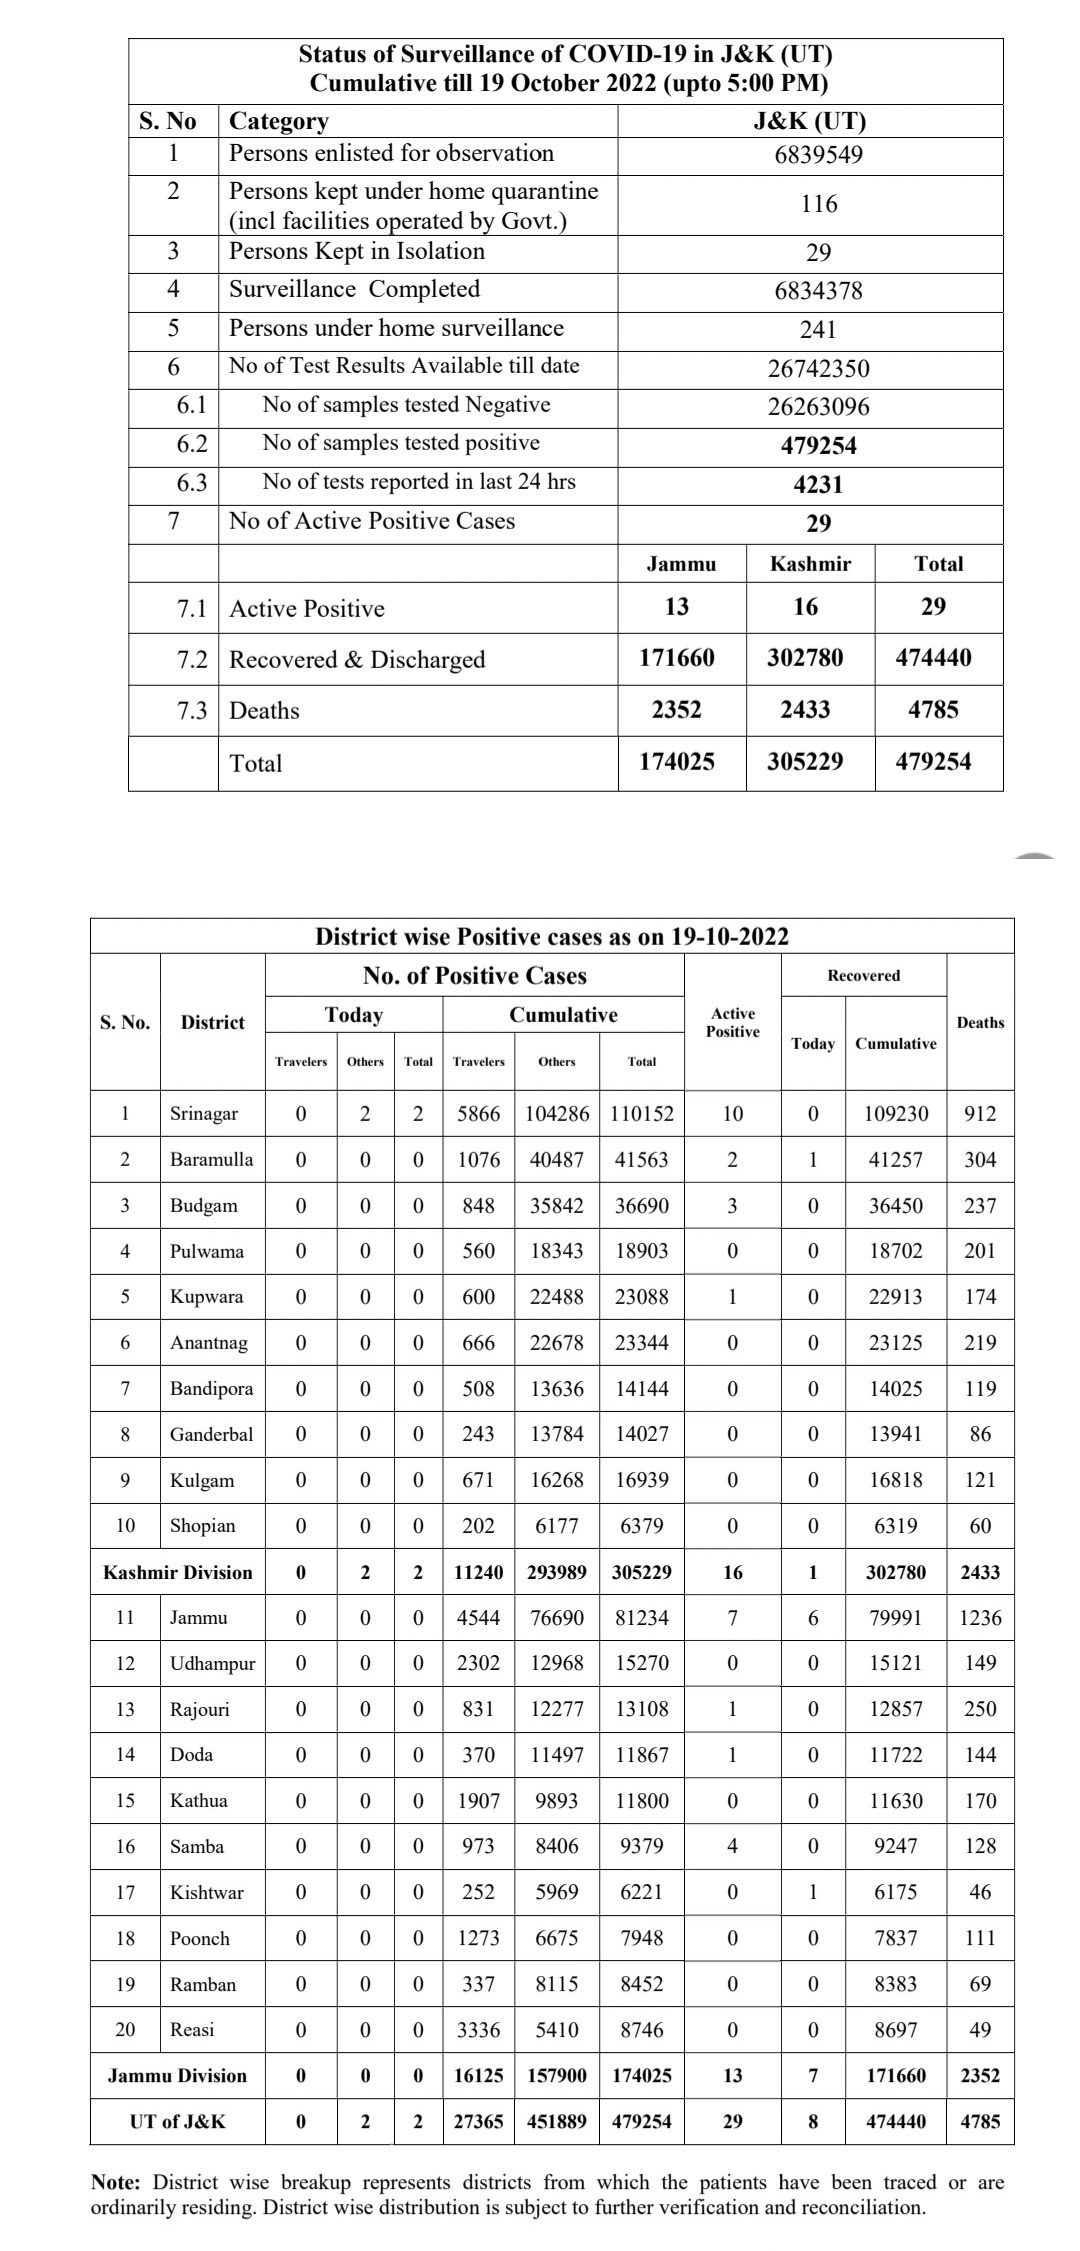 Status of Surveillance of COVID-19 in J&K (UT)
Cumulative till 19 October 2022 (upto 5:00 PM)
S. No Category J&K (UT)
1 Persons enlisted for observation 6839549
2 Persons kept under home quarantine
(incl facilities operated by Govt.) 116
3 Persons Kept in Isolation 29
4 Surveillance Completed 6834378
5 Persons under home surveillance 241
6 No of Test Results Available till date 26742350
6.1 No of samples tested Negative 26263096
6.2 No of samples tested positive 479254
6.3 No of tests reported in last 24 hrs 4231
7 No of Active Positive Cases 29
Jammu Kashmir Total
7.1 Active Positive 13 16 29
7.2 Recovered & Discharged 171660 302780 474440
7.3 Deaths 2352 2433 4785
Total 174025 305229 479254
District wise Positive cases as on 19-10-2022
S. No. District No. of Positive Cases Active Positive Recovered Deaths
Today Cumulative
Travelers Others Total Travelers Others Total Today Cumulative
1 Srinagar 0 2 2 5866 104286 110152 10 0 109230 912
2 Baramulla 0 0 0 1076 40487 41563 2 1 41257 304
3 Budgam 0 0 0 848 35842 36690 3 0 36450 237
4 Pulwama 0 0 0 560 18343 18903 0 0 18702 201
5 Kupwara 0 0 0 600 22488 23088 1 0 22913 174
6 Anantnag 0 0 0 666 22678 23344 0 0 23125 219
7 Bandipora 0 0 0 508 13636 14144 0 0 14025 119
8 Ganderbal 0 0 0 243 13784 14027 0 0 13941 86
9 Kulgam 0 0 0 671 16268 16939 0 0 16818 121
10 Shopian 0 0 0 202 6177 6379 0 0 6319 60
Kashmir Division 0 2 2 11240 293989 305229 16 1 302780 2433
11 Jammu 0 0 0 4544 76690 81234 7 6 79991 1236
12 Udhampur 0 0 0 2302 12968 15270 0 0 15121 149
13 Rajouri 0 0 0 831 12277 13108 1 0 12857 250
14 Doda 0 0 0 370 11497 11867 1 0 11722 144
15 Kathua 0 0 0 1907 9893 11800 0 0 11630 170
16 Samba 0 0 0 973 8406 9379 4 0 9247 128
17 Kishtwar 0 0 0 252 5969 6221 0 1 6175 46
18 Poonch 0 0 0 1273 6675 7948 0 0 7837 111
19 Ramban 0 0 0 337 8115 8452 0 0 8383 69
20 Reasi 0 0 0 3336 5410 8746 0 0 8697 49
Jammu Division 0 0 0 16125 157900 174025 13 7 171660 2352
UT of J&K 0 2 2 27365 451889 479254 29 8 474440 4785
Note: District wise breakup represents districts from which the patients have been traced or are
ordinarily residing. District wise distribution is subject to further verification and reconciliation.